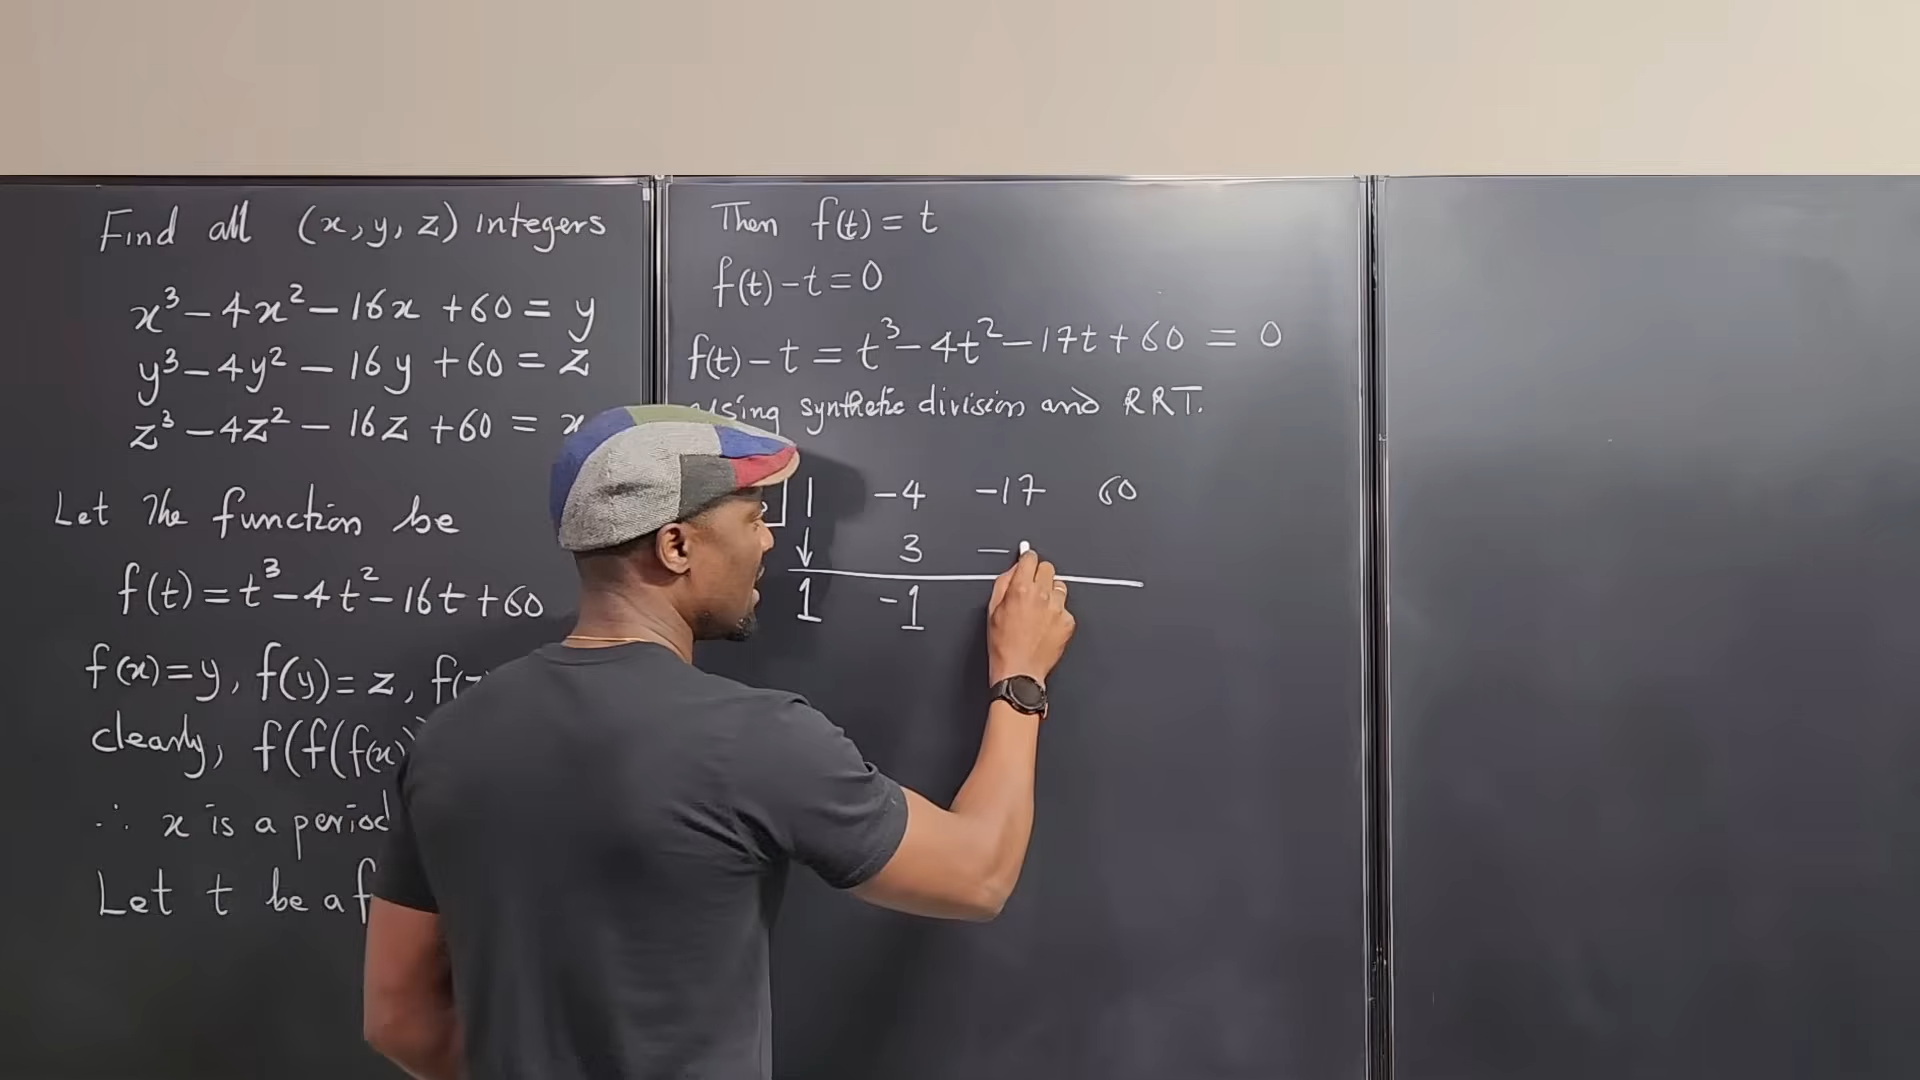 Find all (x, y, z) integers
x³ - 4x² - 16x + 60 = y
y³ - 4y² - 16y + 60 = z
z³ - 4z² - 16z + 60 = x
Let the function be
f(t) = t³ - 4t² - 16t + 60
f(x) = y, f(y) = z,
clearly, f(f(f(x)
∴ x is a
Let t be a
Then f(t) = t
f(t) - t = 0
f(t) - t = t³ - 4t² - 17t + 60 = 0
synthetic division and RRT.
1 -4 -17 60
↓ 3 -
1 -1